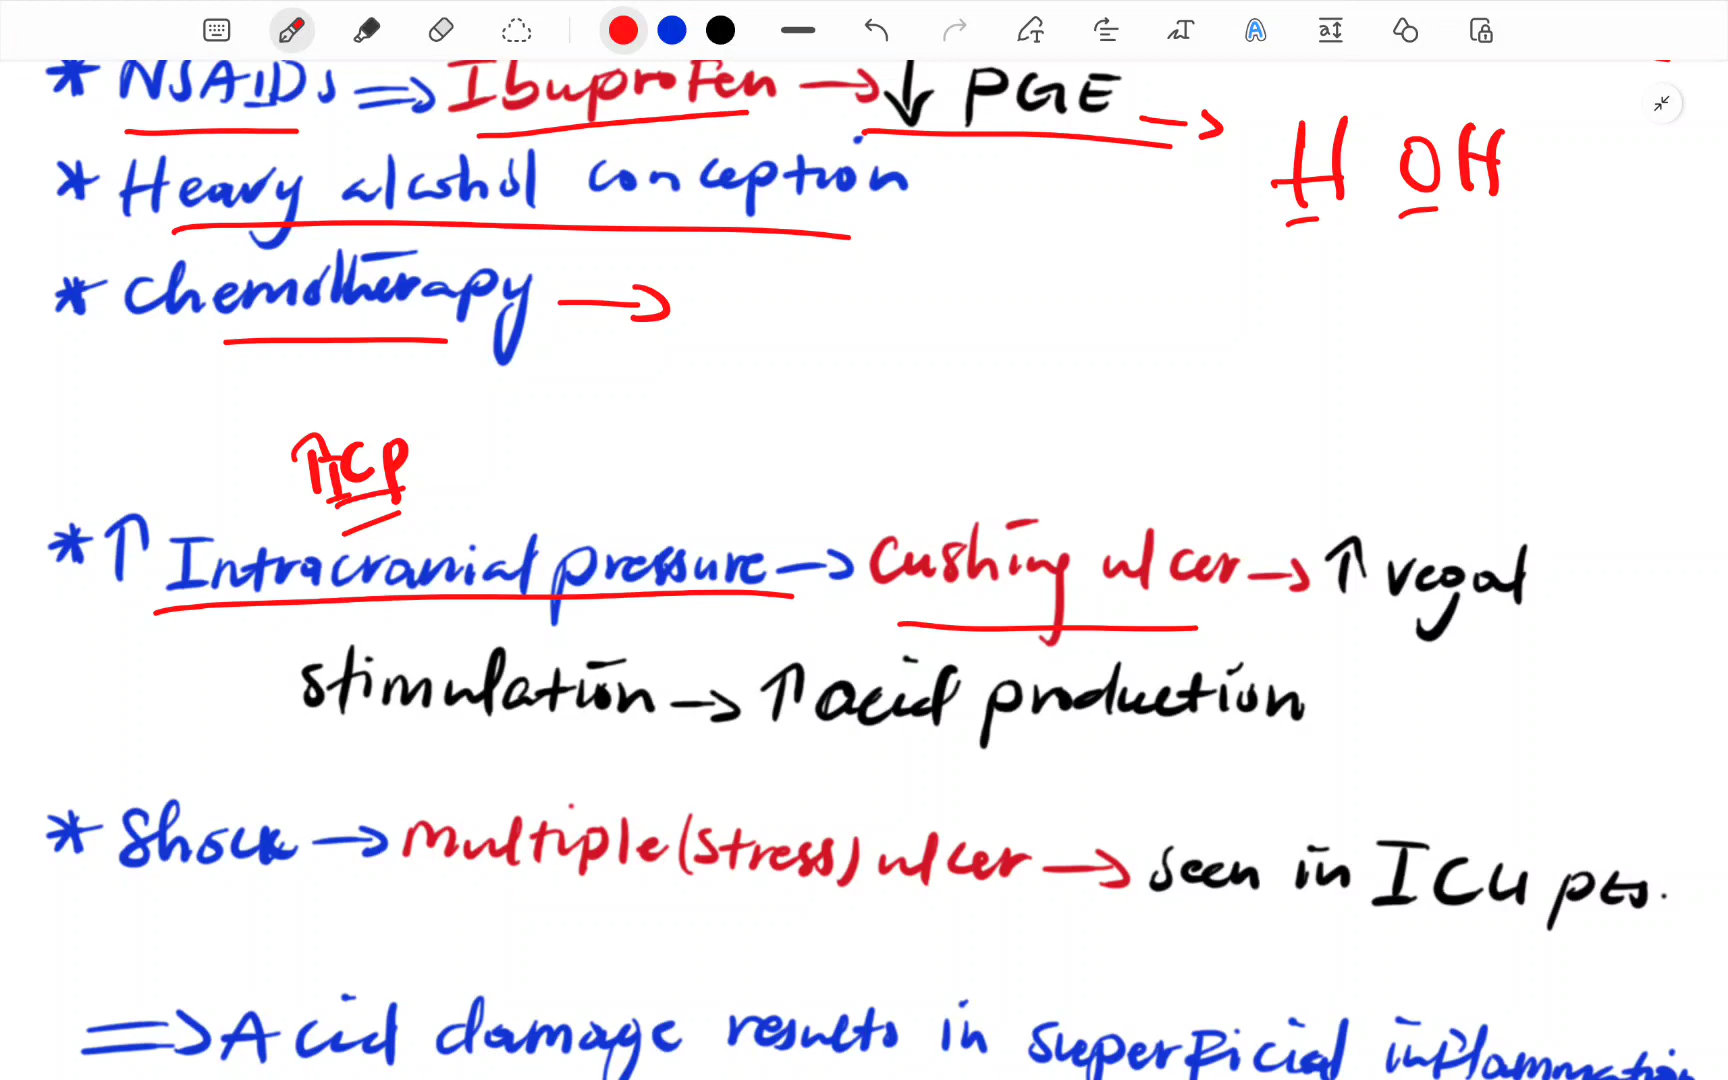 * NSAIDs => Ibuprofen → ↓ PGE => H OH
* Heavy alcohol conception
* Chemotherapy →
↑ICP
* ↑ Intracranial pressure → Cushing ulcer → ↑ vegal
stimulation → ↑ acid production
* Shock → Multiple (stress) ulcer → seen in ICU pts.
=> Acid damage results in superficial inflammation